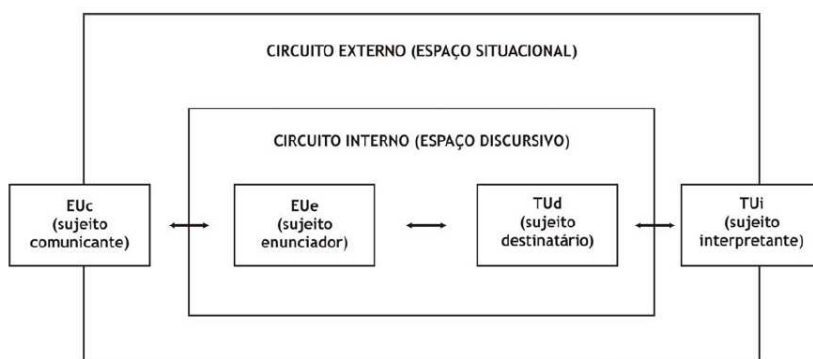 CIRCUITO EXTERNO (ESPAÇO SITUACIONAL)
CIRCUITO INTERNO (ESPAÇO DISCURSIVO)
EUc
(sujeito
comunicante)
EUe
(sujeito
enunciador)
TUd
(sujeito
destinatário)
TUi
(sujeito
interpretante)